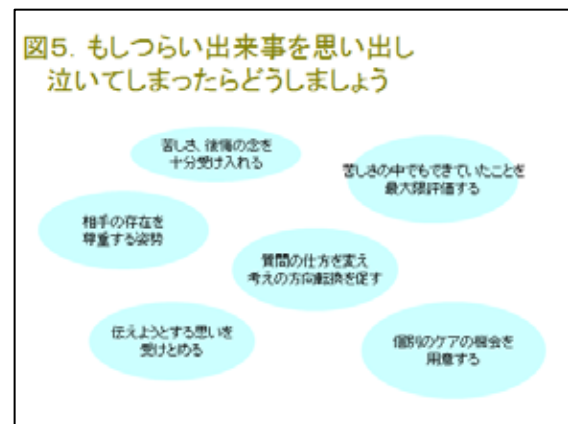 図5. もしつらい出来事を思い出し
泣いてしまったらどうしましょう
苦しさ、後悔の念を
十分受け入れる
苦しさの中でもできていたことを
最大限評価する
相手の存在を
尊重する姿勢
質問の仕方を変え
考えの方向転換を促す
伝えようとする思いを
受けとめる
個別のケアの機会を
用意する